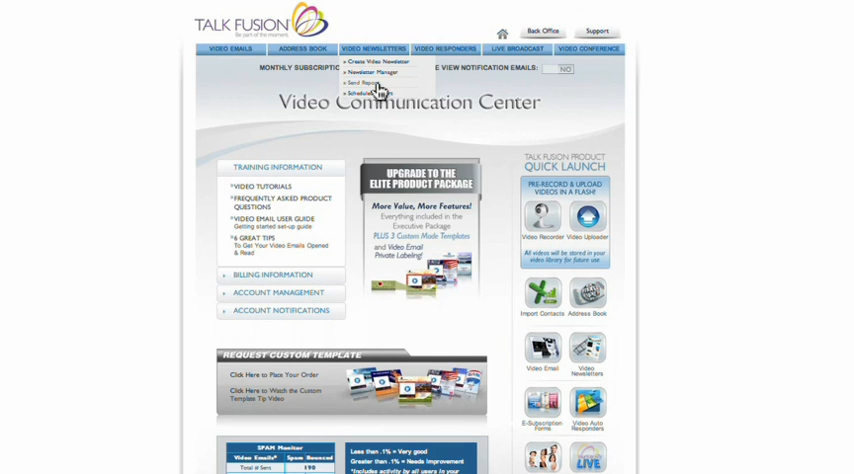 TALK FUSION
Be part of the moment.
Back Office
Support
VIDEO EMAILS
ADDRESS BOOK
VIDEO NEWSLETTERS
VIDEO RESPONDERS
LIVE BROADCAST
VIDEO CONFERENCE
» Create Video Newsletter
» Newsletter Manager
» Send
MONTHLY
E VIEW NOTIFICATION EMAILS:
NO
Video Communication Center
TRAINING INFORMATION
*VIDEO TUTORIALS
*FREQUENTLY ASKED PRODUCT
QUESTIONS
*VIDEO EMAIL USER GUIDE
Getting started set-up guide
*6 GREAT TIPS
To Get Your Video Emails Opened
& Read
BILLING INFORMATION
ACCOUNT MANAGEMENT
ACCOUNT NOTIFICATIONS
UPGRADE TO THE
ELITE PRODUCT PACKAGE
More Value, More Features!
Everything included in the
Executive Package
PLUS 3 Custom Made Templates
and Video Email
Private Labeling!
TALK FUSION PRODUCT
QUICK LAUNCH
PRE-RECORD & UPLOAD
VIDEOS IN A FLASH!
Video Recorder
Video Uploader
All videos will be stored in your
video library for future use
Import Contacts
Address Book
Video Email
Video
Newsletters
E-Subscription
Forms
Video Auto
Responders
LIVE
REQUEST CUSTOM TEMPLATE
Click Here to Place Your Order
Click Here to Watch the Custom
Template Tip Video
SPAM Monitor
Video Emails*
Spam Bounced
Total # Sent
190
Less than .1% = Very good
Greater than .1% = Needs Improvement
*Includes activity by all users in your